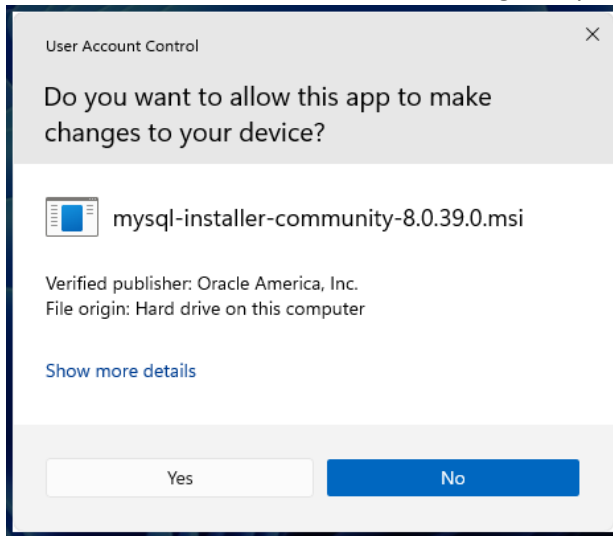 User Account Control
Do you want to allow this app to make
changes to your device?
mysql-installer-community-8.0.39.0.msi
Verified publisher: Oracle America, Inc.
File origin: Hard drive on this computer
Show more details
Yes
No